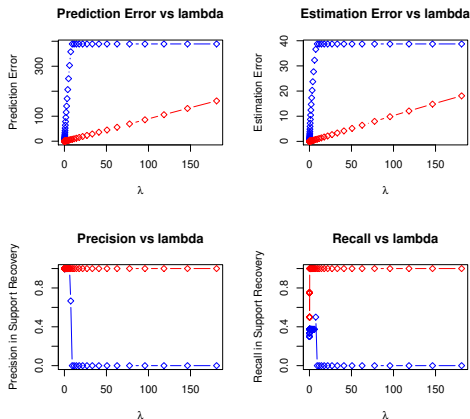 Prediction Error vs lambda
Prediction Error
0
100
300
0
50
100
150
λ
Estimation Error vs lambda
Estimation Error
0
10
20
30
40
0
50
100
150
λ
Precision vs lambda
Precision in Support Recovery
0.0
0.4
0.8
0
50
100
150
λ
Recall vs lambda
Recall in Support Recovery
0.0
0.4
0.8
0
50
100
150
λ